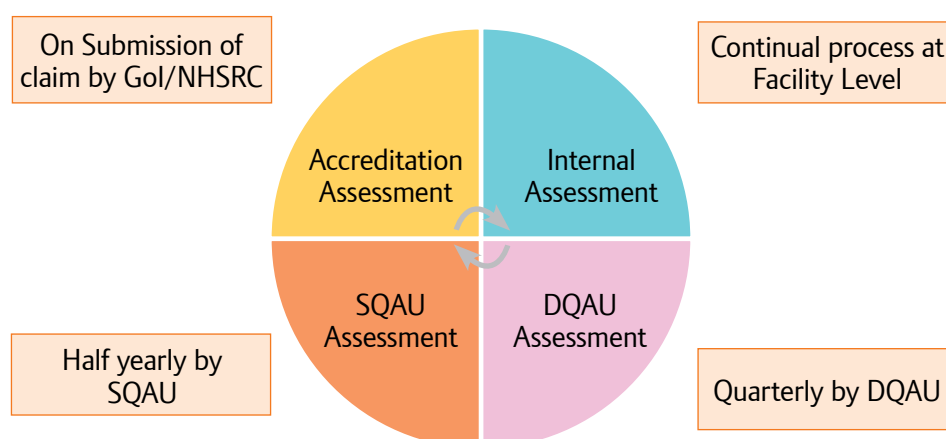 On Submission of
claim by GoI/NHSRC
Continual process at
Facility Level
Accreditation
Assessment
Internal
Assessment
SQAU
Assessment
DQAU
Assessment
Half yearly by
SQAU
Quarterly by DQAU